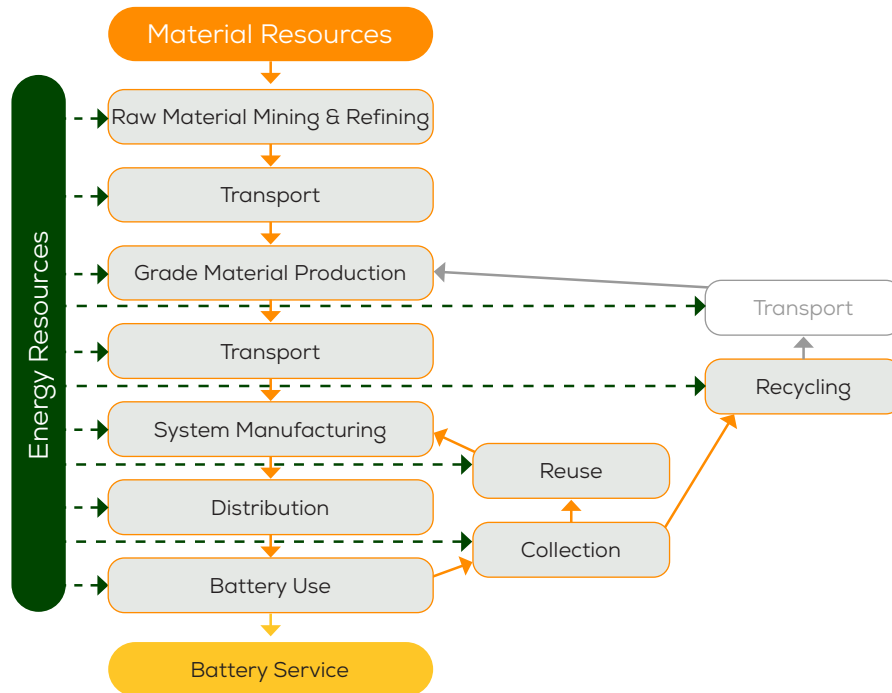 Material Resources
Energy Resources
Raw Material Mining & Refining
Transport
Grade Material Production
Transport
Transport
Recycling
System Manufacturing
Reuse
Distribution
Collection
Battery Use
Battery Service